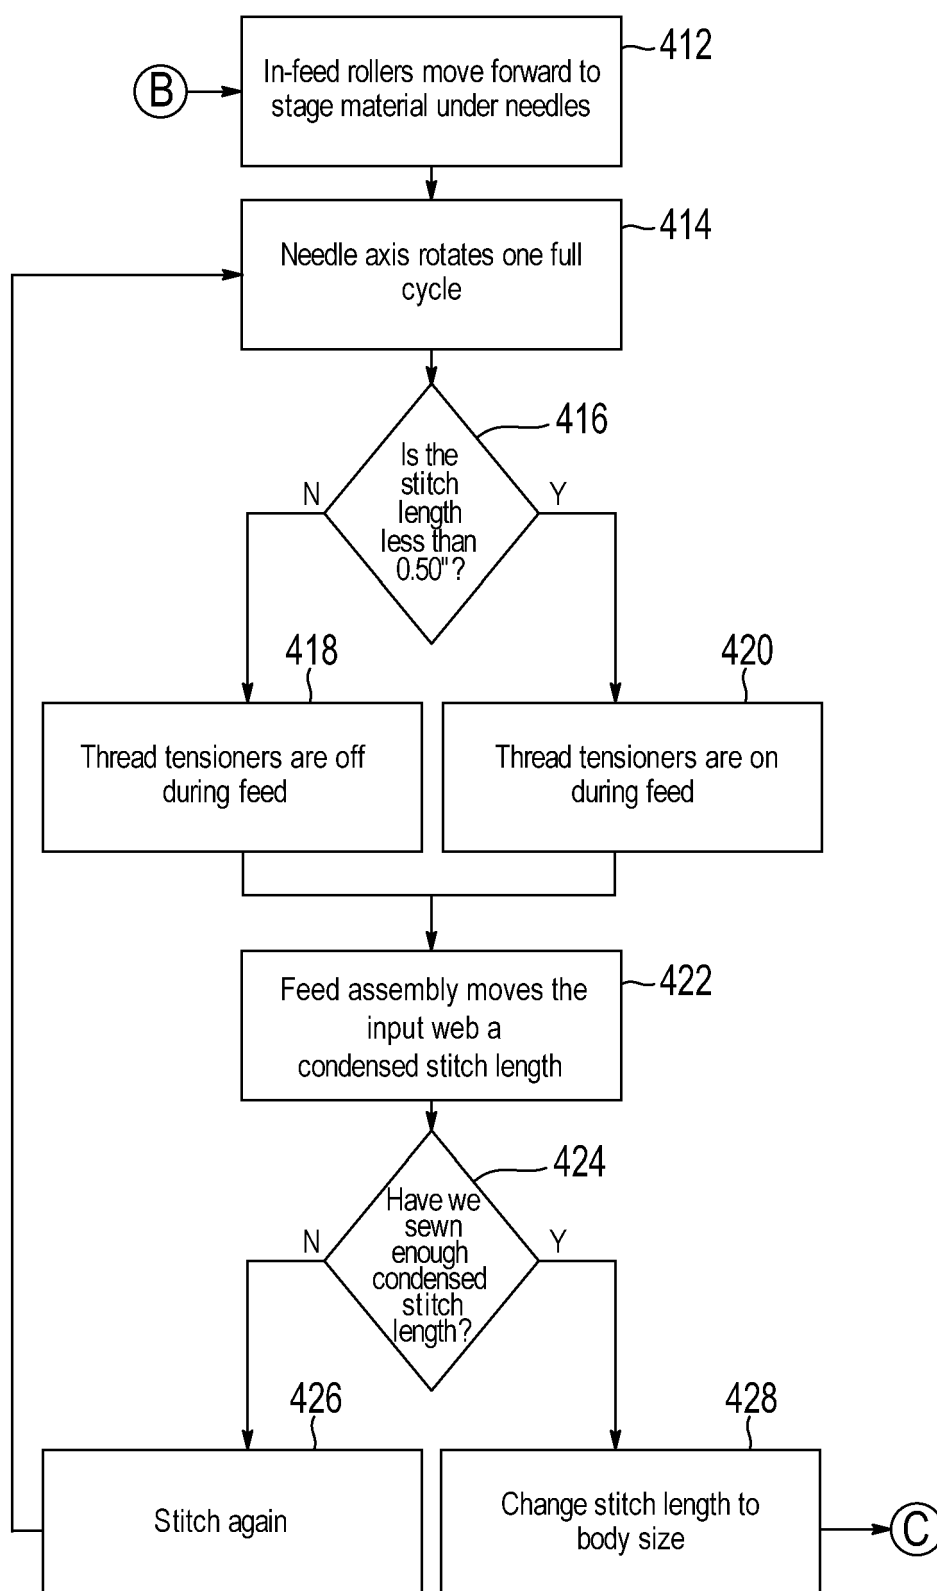 412
B
In-feed rollers move forward to
stage material under needles
414
Needle axis rotates one full
cycle
416
Is the
stitch
length
less than
0.50"?
N
Y
418
420
Thread tensioners are off
during feed
Thread tensioners are on
during feed
422
Feed assembly moves the
input web a
condensed stitch length
424
Have we
sewn
enough
condensed
stitch
length?
N
Y
426
428
Stitch again
Change stitch length to
body size
C